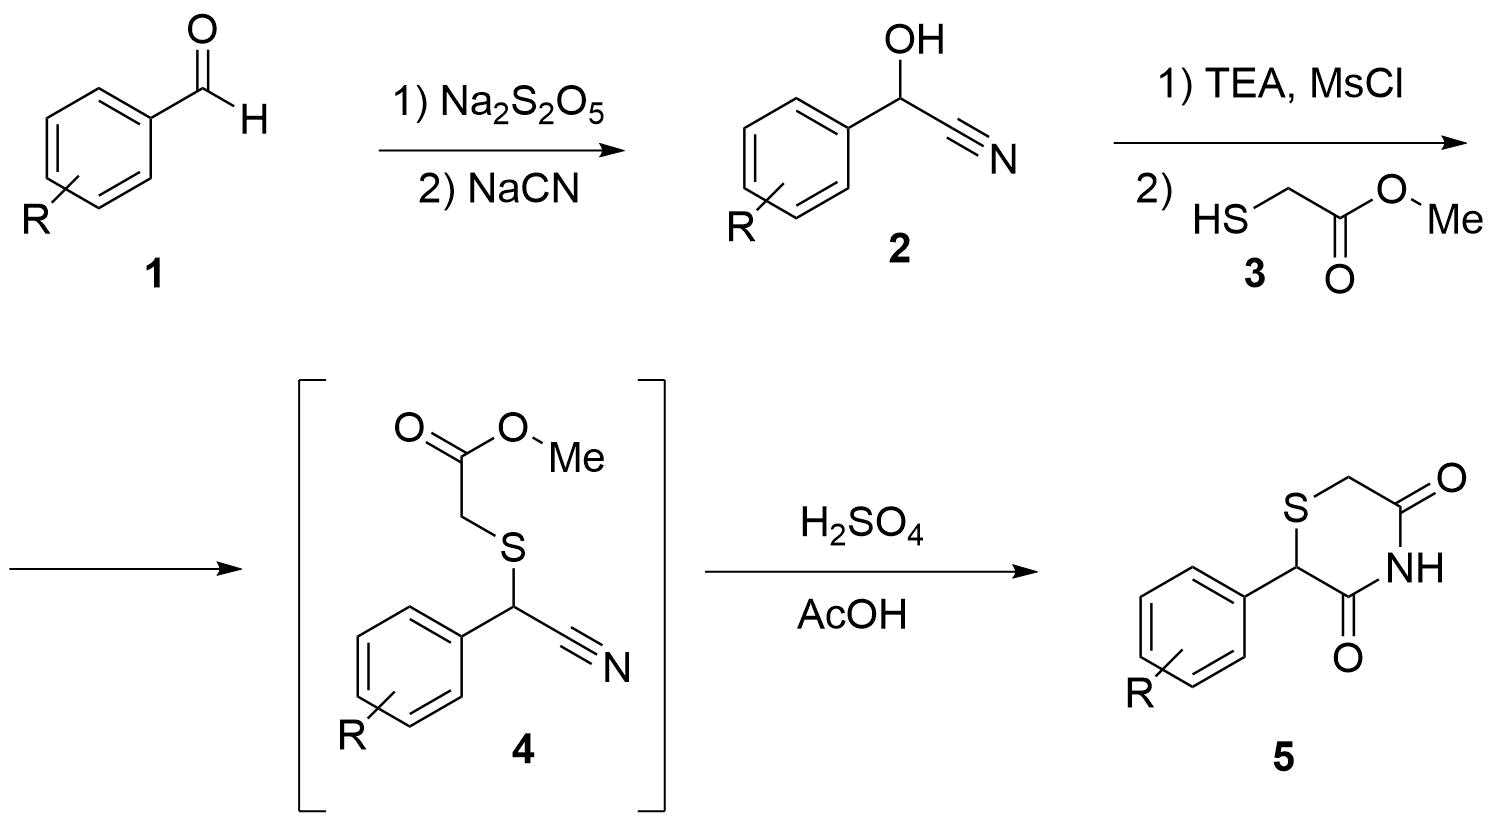 O
H
R
1
1) Na₂S₂O₅
2) NaCN
OH
N
R
2
1) TEA, MsCl
2)
HS
O
Me
O
3
O
O
Me
S
N
R
4
H₂SO₄
AcOH
S
O
NH
O
R
5